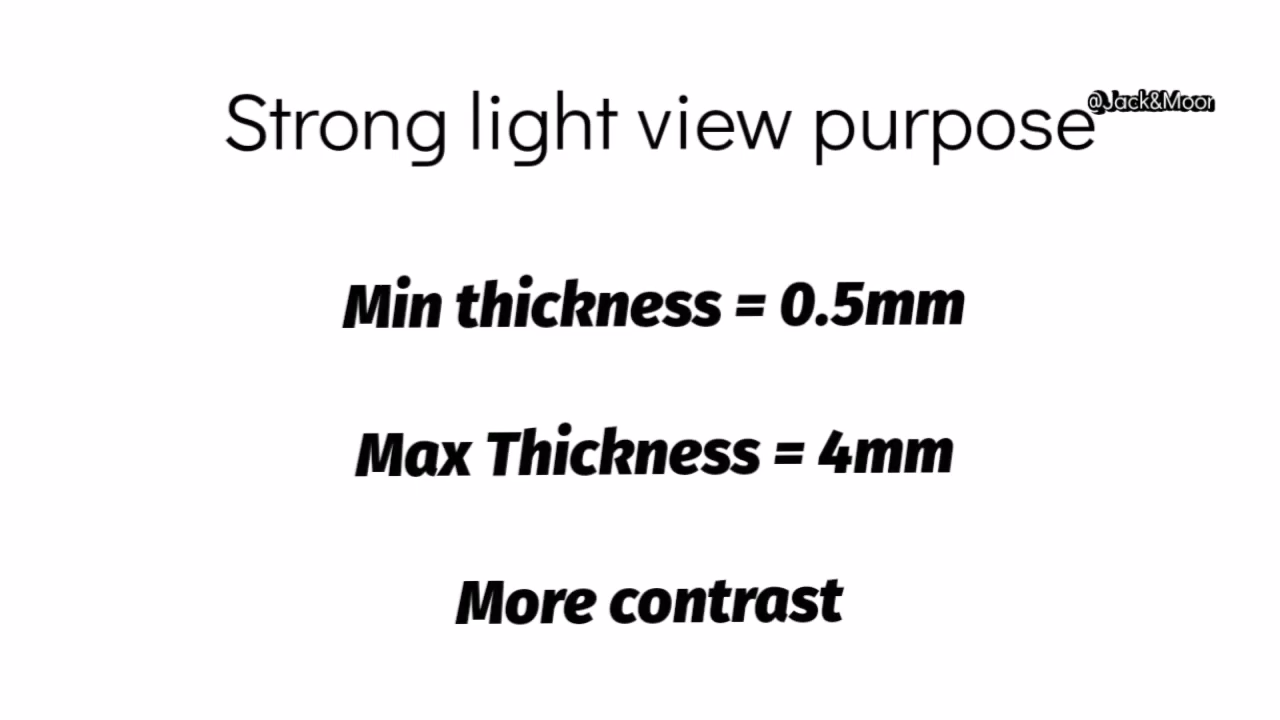 Strong light view purpose
@Jack&Moor
Min thickness = 0.5mm
Max Thickness = 4mm
More contrast